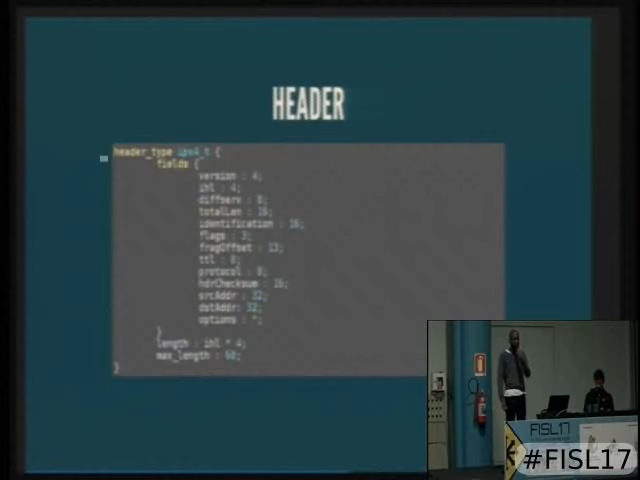 HEADER
header_type ipv4_t {
fields {
version : 4;
ihl : 4;
diffserv : 8;
totalLen : 16;
identification : 16;
flags : 3;
fragOffset : 13;
ttl : 8;
protocol : 8;
hdrChecksum : 16;
srcAddr : 32;
dstAddr: 32;
options : *;
}
length : ihl * 4;
max_length : 60;
}
FISL17
#FISL17